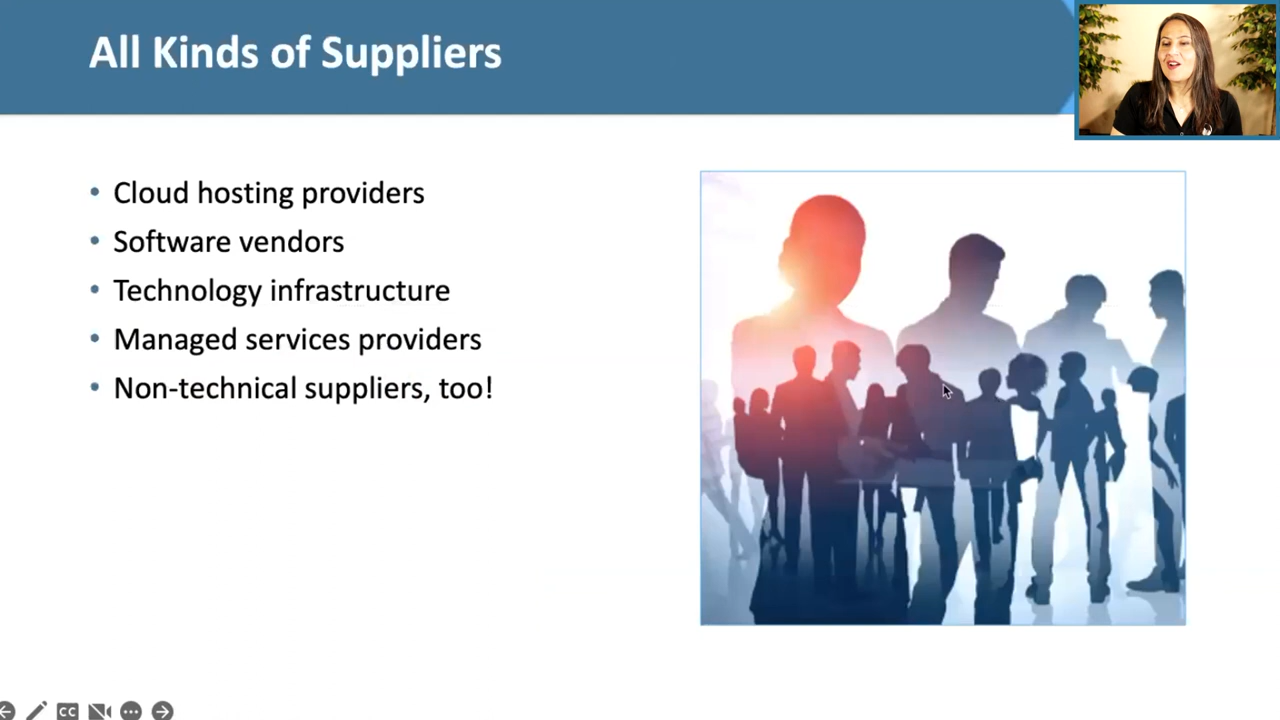 All Kinds of Suppliers
• Cloud hosting providers
• Software vendors
• Technology infrastructure
• Managed services providers
• Non-technical suppliers, too!
CC